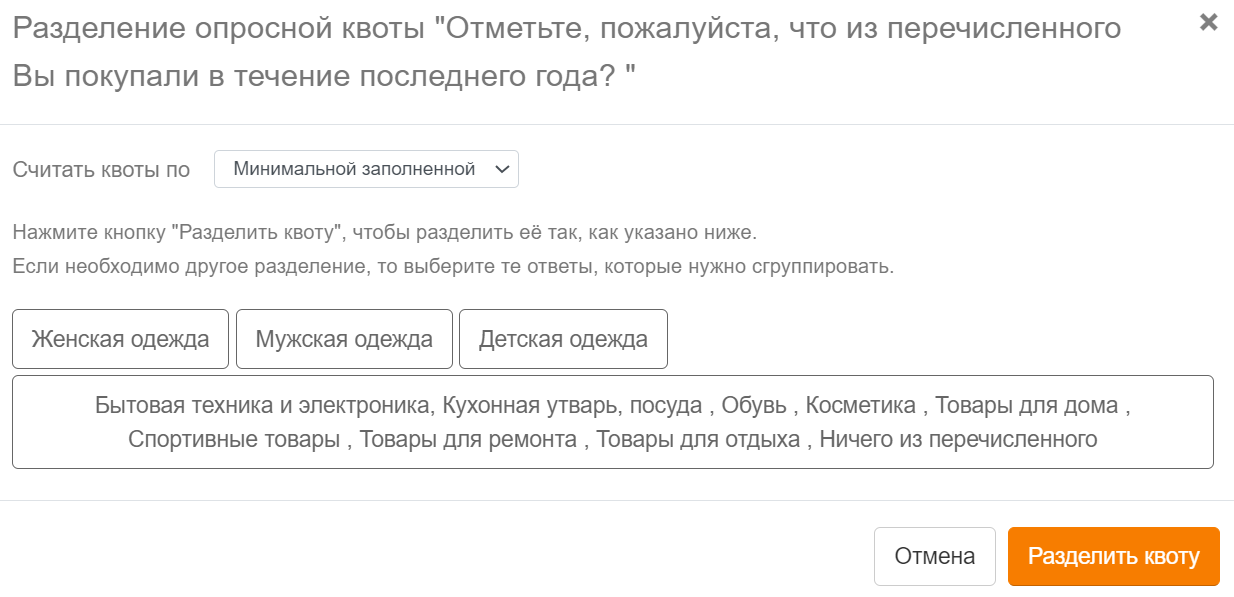 Разделение опросной квоты "Отметьте, пожалуйста, что из перечисленного
Вы покупали в течение последнего года? "
Считать квоты по Минимальной заполненной
Нажмите кнопку "Разделить квоту", чтобы разделить её так, как указано ниже.
Если необходимо другое разделение, то выберите те ответы, которые нужно сгруппировать.
Женская одежда Мужская одежда Детская одежда
Бытовая техника и электроника, Кухонная утварь, посуда , Обувь , Косметика , Товары для дома ,
Спортивные товары , Товары для ремонта , Товары для отдыха , Ничего из перечисленного
Отмена Разделить квоту